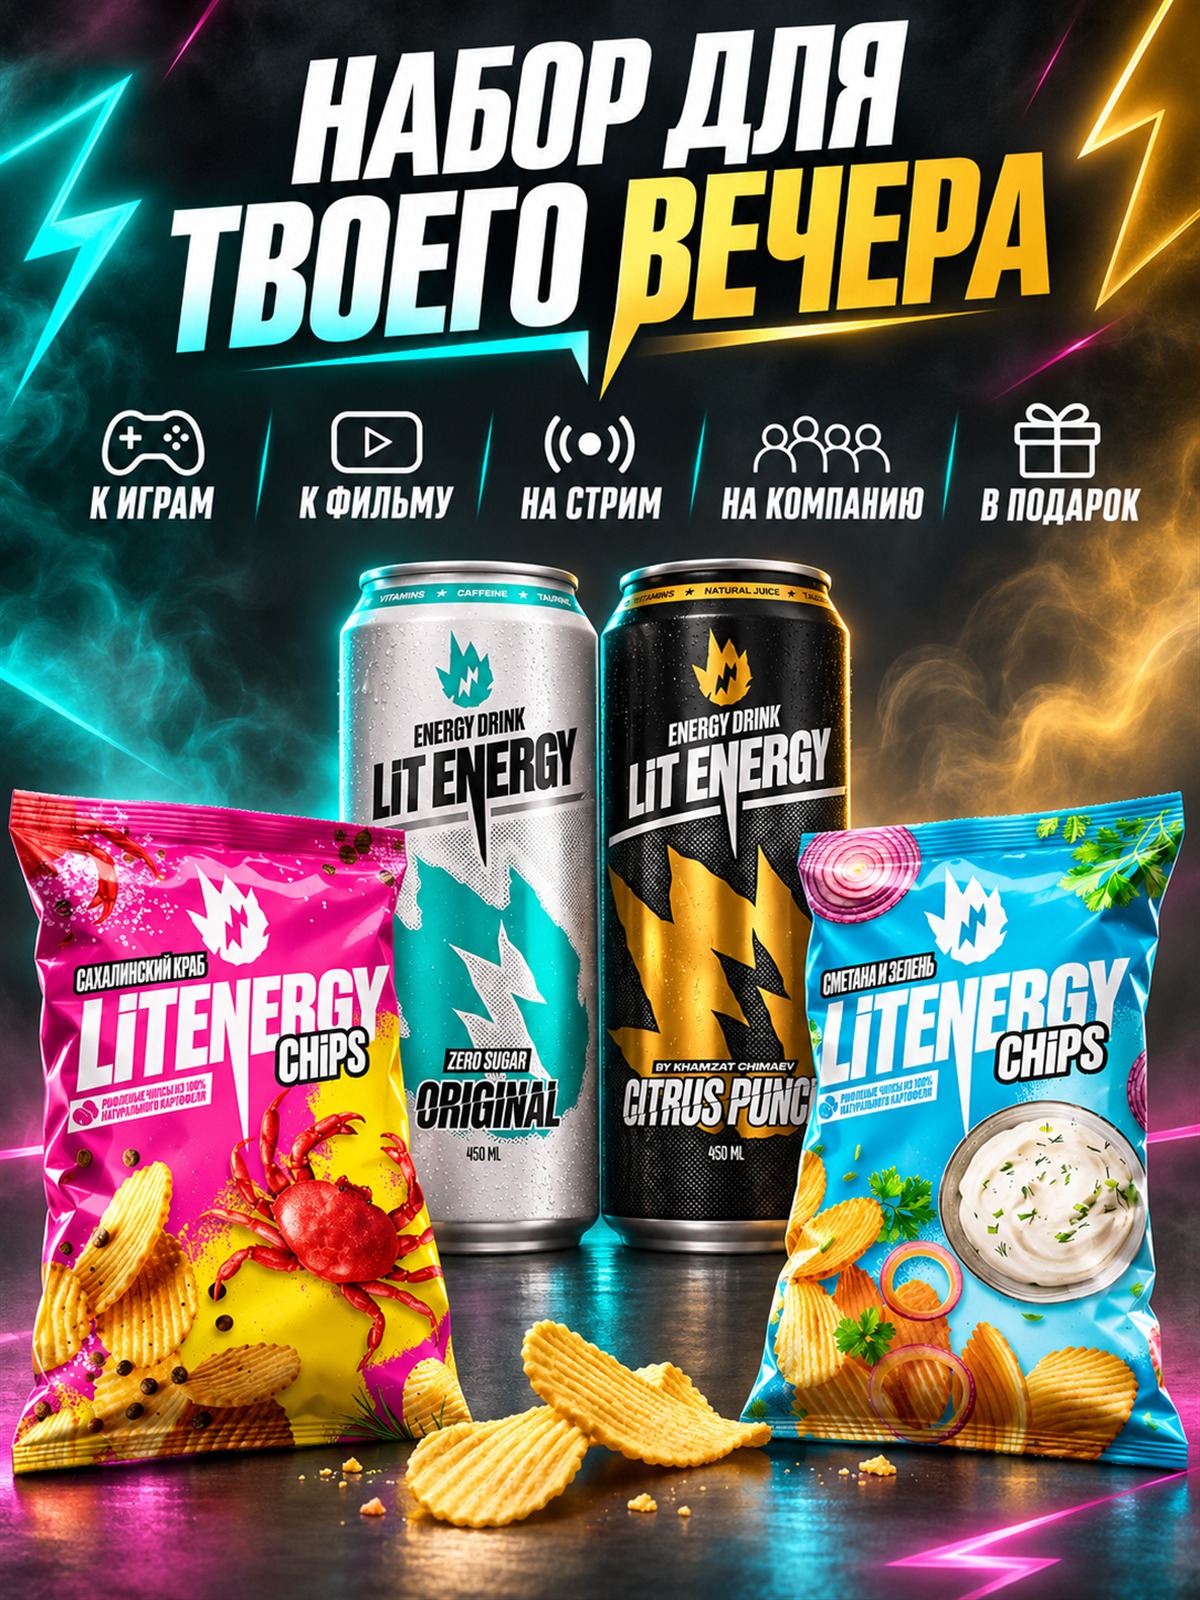 НАБОР ДЛЯ
ТВОЕГО ВЕЧЕРА
К ИГРАМ
К ФИЛЬМУ
НА СТРИМ
НА КОМПАНИЮ
В ПОДАРОК
VITAMINS ★ CAFFEINE ★ TAURINE
ENERGY DRINK
LIT ENERGY
ZERO SUGAR
ORIGINAL
450 ML
VITAMINS ★ NATURAL JUICE ★
ENERGY DRINK
LIT ENERGY
BY KHAMZAT CHIMAEV
CITRUS PUNC
450 ML
САХАЛИНСКИЙ КРАБ
LITENERGY
CHIPS
РИФЛЕНЫЕ ЧИПСЫ ИЗ 100%
НАТУРАЛЬНОГО КАРТОФЕЛЯ
СМЕТАНА И ЗЕЛЕНЬ
LITENERGY
CHIPS
РИФЛЕНЫЕ ЧИПСЫ ИЗ 100%
НАТУРАЛЬНОГО КАРТОФЕЛЯ